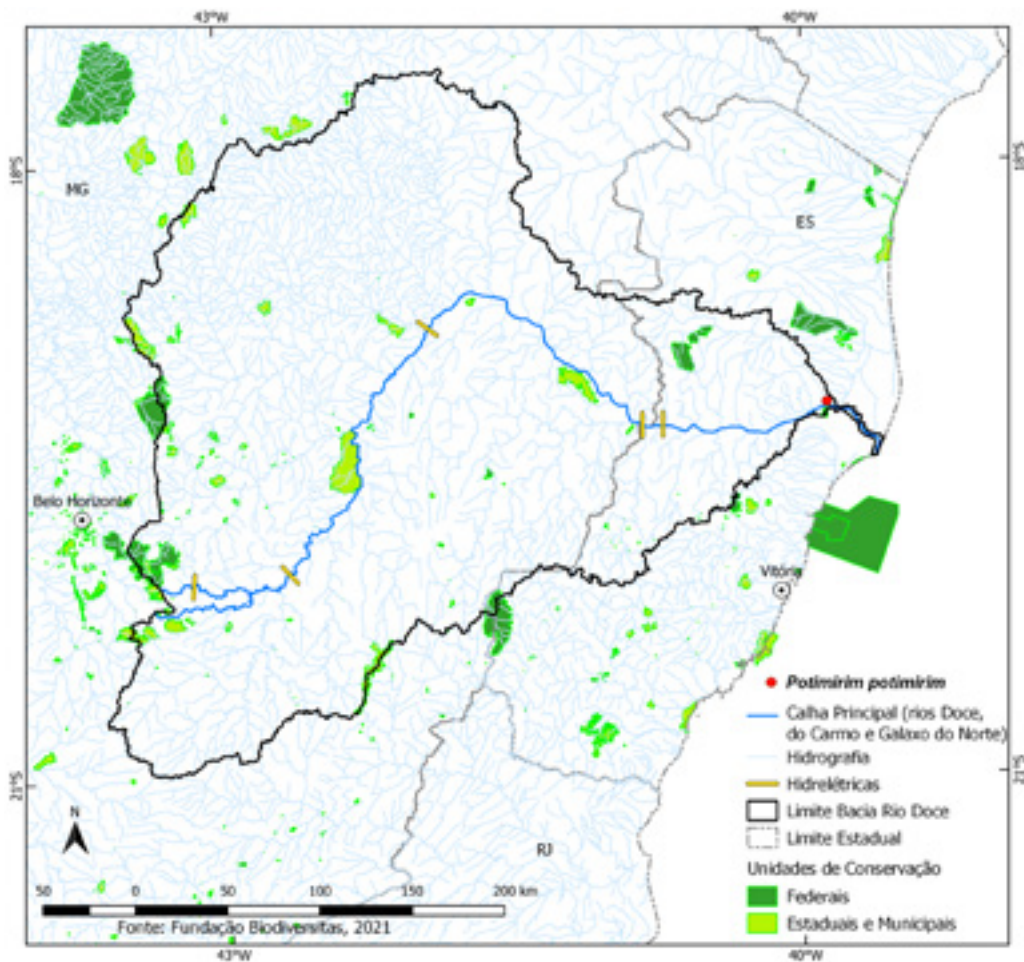 43°W
40°W
18°S
18°S
MG
ES
Belo Horizonte
Vitória
Potimirim potimirim
Calha Principal (rios Doce,
do Carmo e Galaxo do Norte)
Hidrografia
Hidrelétricas
Limite Bacia Rio Doce
Limite Estadual
Unidades de Conservação
Federais
Estaduais e Municipais
21°S
21°S
N
RJ
50 0 50 100 150 200 km
Fonte: Fundação Biodiversitas, 2021
43°W
40°W